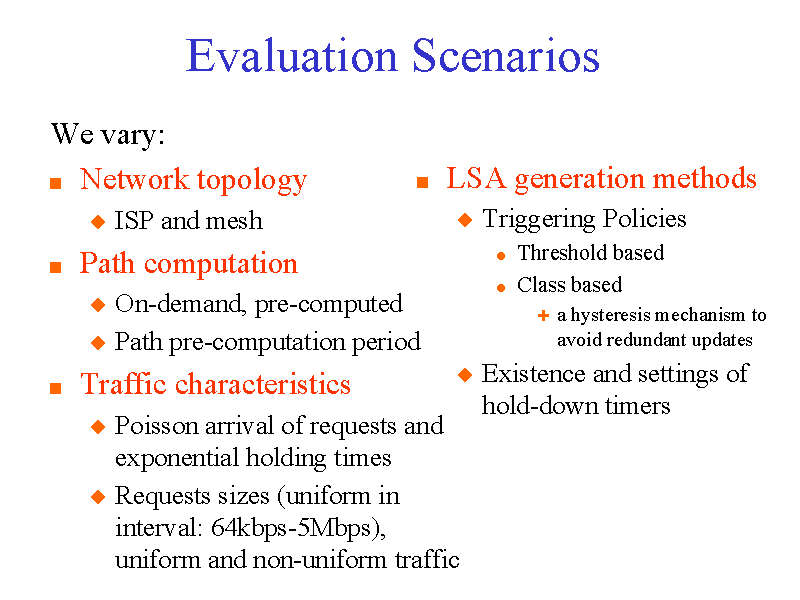 Evaluation Scenarios
We vary:
Network topology
ISP and mesh
Path computation
On-demand, pre-computed
Path pre-computation period
Traffic characteristics
Poisson arrival of requests and
exponential holding times
Requests sizes (uniform in
interval: 64kbps-5Mbps),
uniform and non-uniform traffic
LSA generation methods
Triggering Policies
Threshold based
Class based
a hysteresis mechanism to
avoid redundant updates
Existence and settings of
hold-down timers